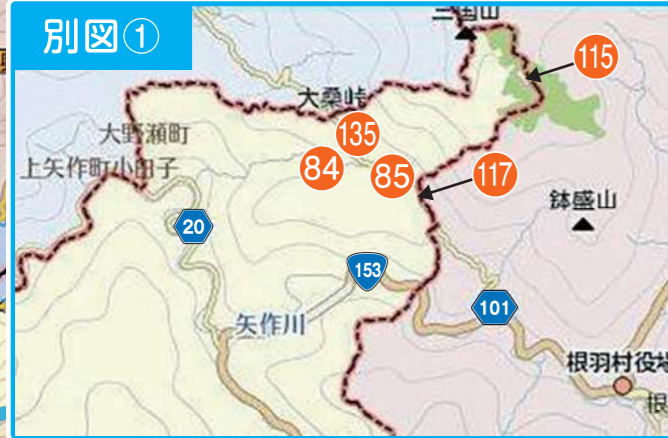 別図①
三国山
115
大桑峠
135
大野瀬町
上矢作町小田子
84
85
117
鉢盛山
20
153
101
矢作川
根羽村役場
根